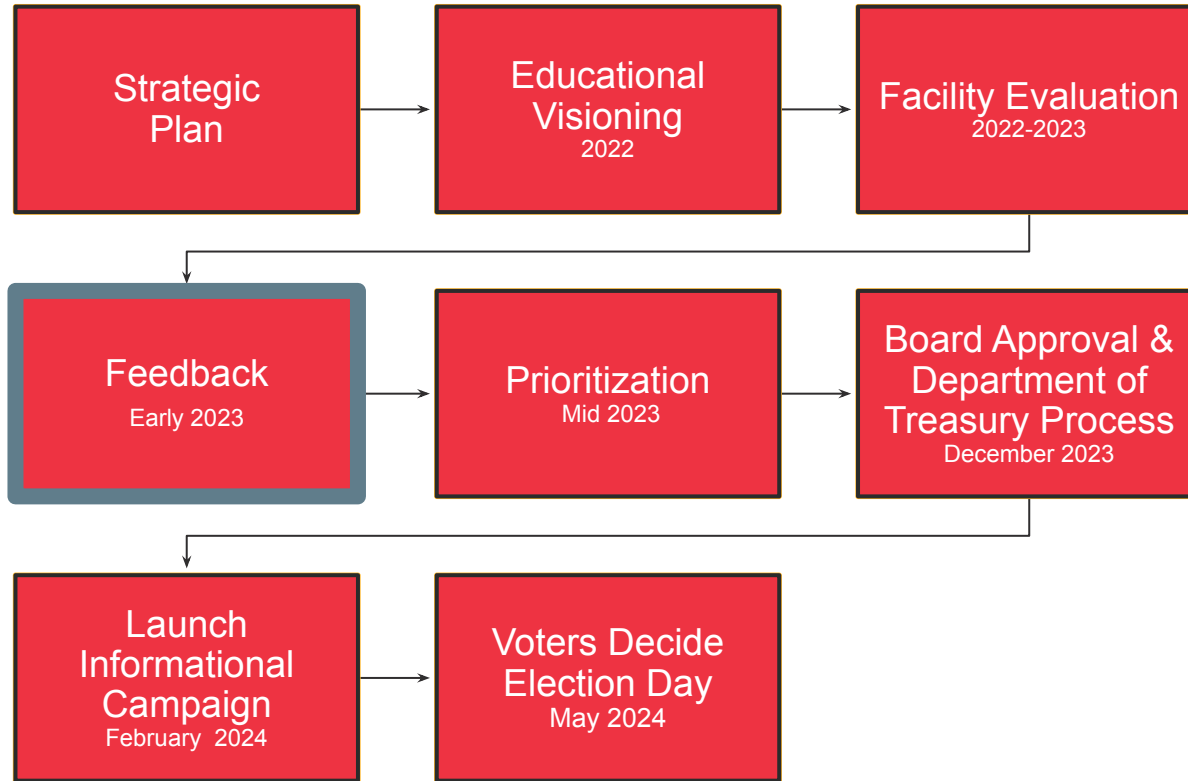 Strategic
Plan
Educational
Visioning
2022
Facility Evaluation
2022-2023
Feedback
Early 2023
Prioritization
Mid 2023
Board Approval &
Department of
Treasury Process
December 2023
Launch
Informational
Campaign
February  2024
Voters Decide
Election Day
May 2024